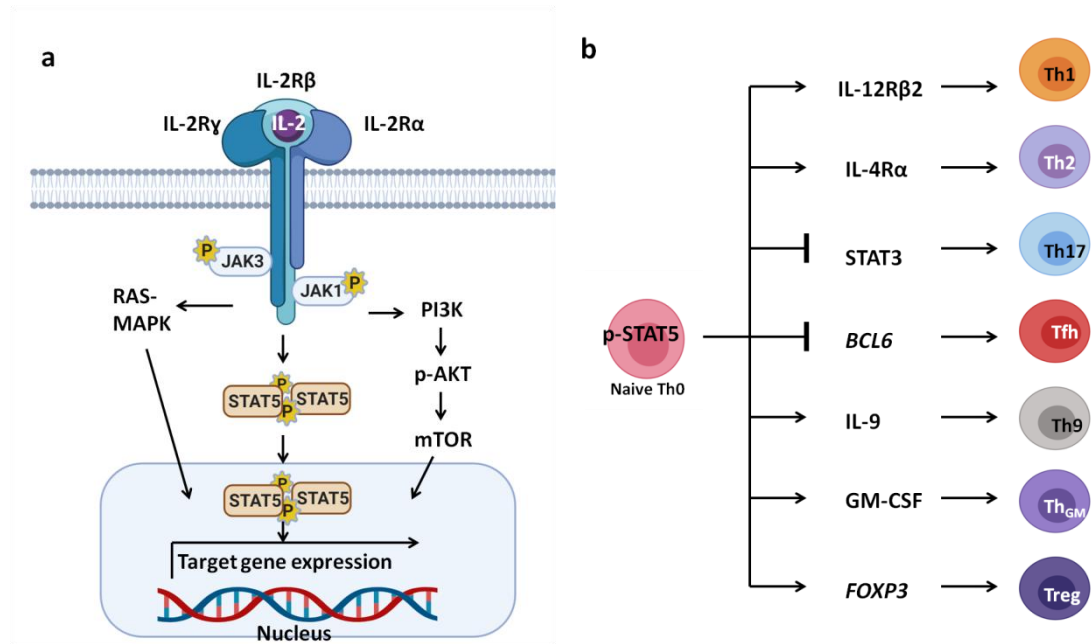 a
IL-2Rβ
IL-2Rɣ
IL-2
IL-2Rα
P
JAK3
JAK1
P
RAS-
MAPK
PI3K
p-AKT
mTOR
P
STAT5
STAT5
P
P
STAT5
STAT5
P
Target gene expression
Nucleus
b
IL-12Rβ2
Th1
IL-4Rα
Th2
STAT3
Th17
p-STAT5
Naive Th0
BCL6
Tfh
IL-9
Th9
GM-CSF
ThGM
FOXP3
Treg